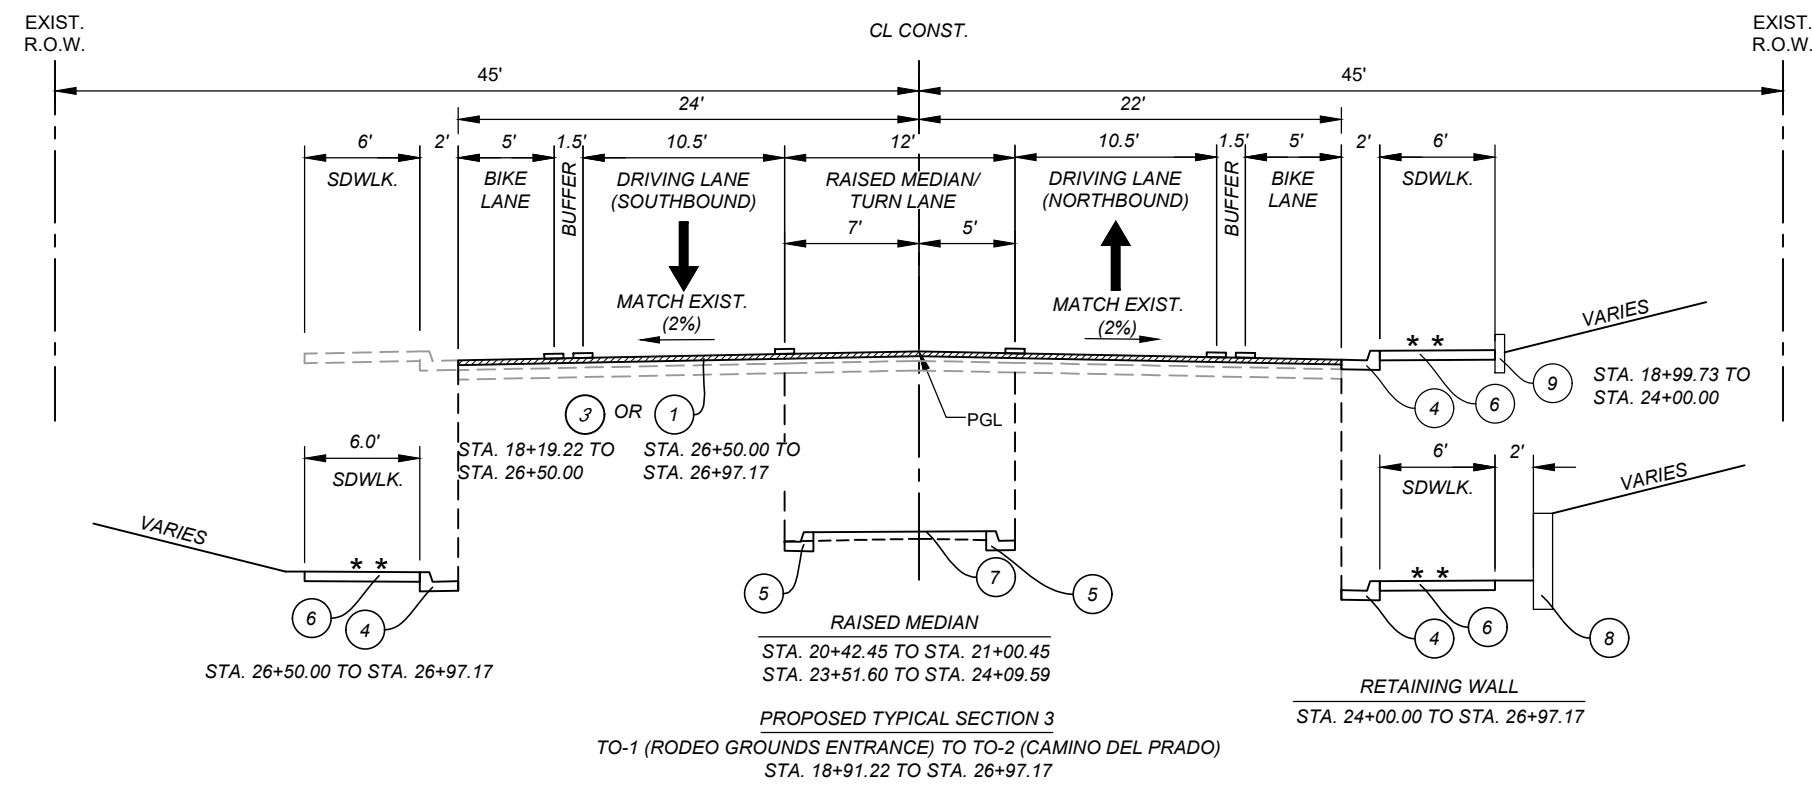 EXIST.
R.O.W.
CL CONST.
EXIST.
R.O.W.
45'
45'
24'
22'
6'
2'
5'
1.5'
10.5'
12'
10.5'
1.5'
5'
2'
6'
SDWLK.
BIKE
LANE
BUFFER
DRIVING LANE
(SOUTHBOUND)
RAISED MEDIAN/
TURN LANE
DRIVING LANE
(NORTHBOUND)
BUFFER
BIKE
LANE
SDWLK.
7'
5'
MATCH EXIST.
(2%)
MATCH EXIST.
(2%)
VARIES
* *
9
STA. 18+99.73 TO
STA. 24+00.00
4
6
3 OR 1
PGL
STA. 18+19.22 TO
STA. 26+50.00
STA. 26+50.00 TO
STA. 26+97.17
6.0'
SDWLK.
6'
2'
SDWLK.
VARIES
VARIES
* *
6
4
STA. 26+50.00 TO STA. 26+97.17
5
7
5
RAISED MEDIAN
STA. 20+42.45 TO STA. 21+00.45
STA. 23+51.60 TO STA. 24+09.59
* *
4
6
8
RETAINING WALL
STA. 24+00.00 TO STA. 26+97.17
PROPOSED TYPICAL SECTION 3
TO-1 (RODEO GROUNDS ENTRANCE) TO TO-2 (CAMINO DEL PRADO)
STA. 18+91.22 TO STA. 26+97.17